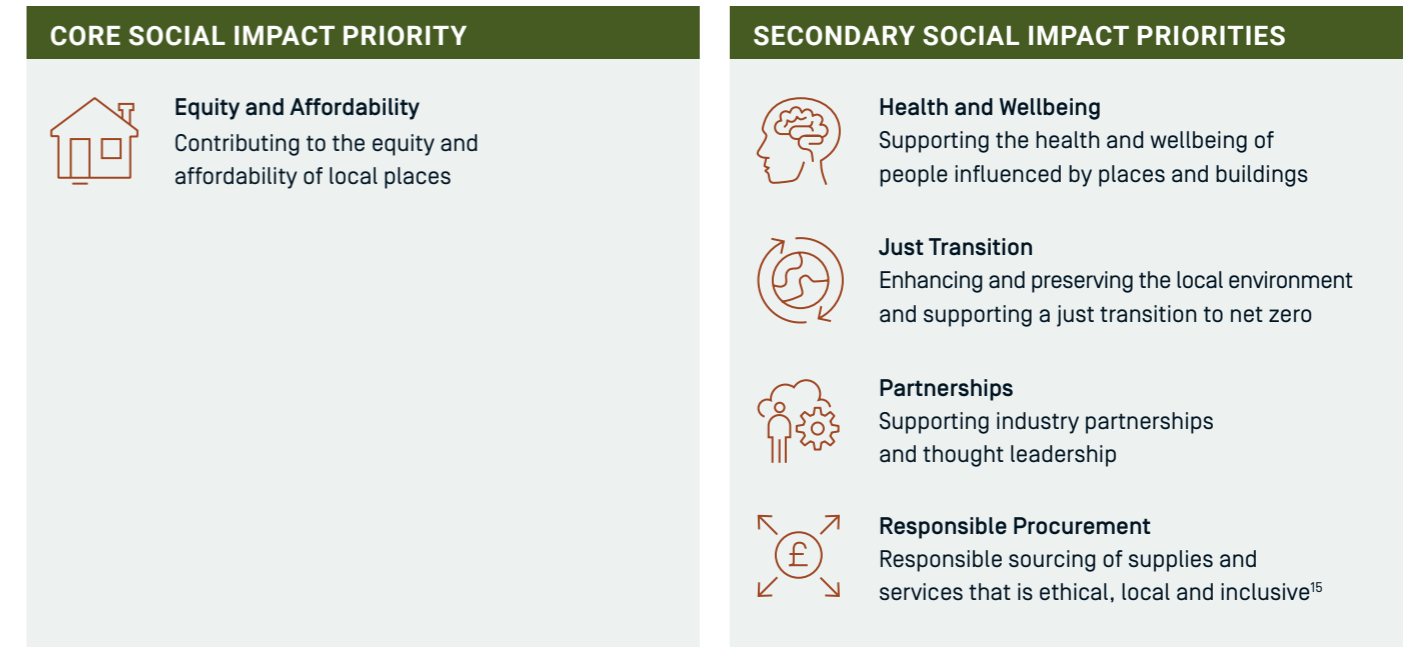 CORE SOCIAL IMPACT PRIORITY
Equity and Affordability
Contributing to the equity and
affordability of local places
SECONDARY SOCIAL IMPACT PRIORITIES
Health and Wellbeing
Supporting the health and wellbeing of
people influenced by places and buildings
Just Transition
Enhancing and preserving the local environment
and supporting a just transition to net zero
Partnerships
Supporting industry partnerships
and thought leadership
£
Responsible Procurement
Responsible sourcing of supplies and
services that is ethical, local and inclusive¹⁵